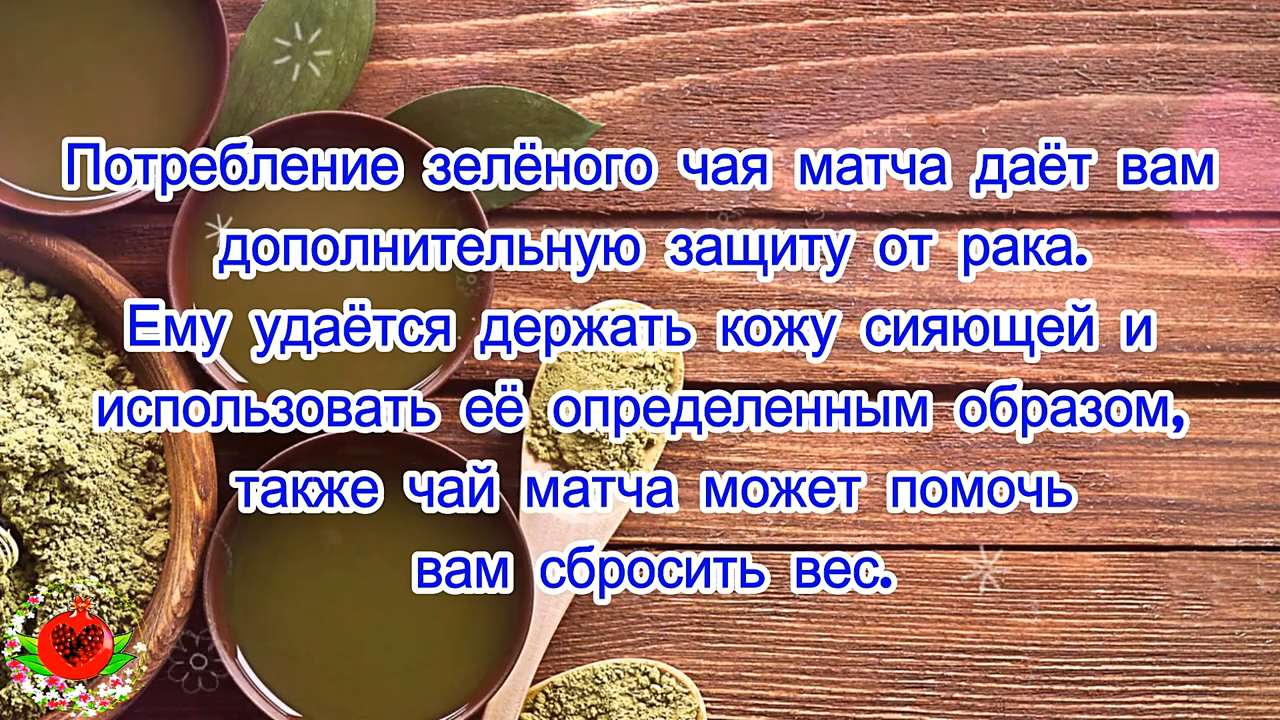 Потребление зелёного чая матча даёт вам
дополнительную защиту от рака.
Ему удаётся держать кожу сияющей и
использовать её определенным образом,
также чай матча может помочь
вам сбросить вес.